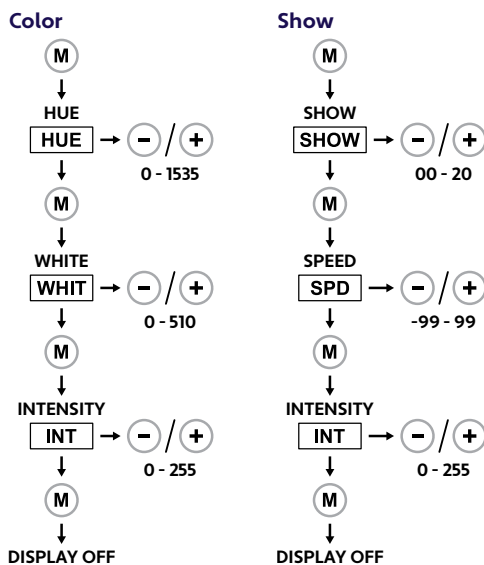 Color
M
HUE
HUE - / +
0 - 1535
M
WHITE
WHIT - / +
0 - 510
M
INTENSITY
INT - / +
0 - 255
M
DISPLAY OFF
Show
M
SHOW
SHOW - / +
00 - 20
M
SPEED
SPD - / +
-99 - 99
M
INTENSITY
INT - / +
0 - 255
M
DISPLAY OFF